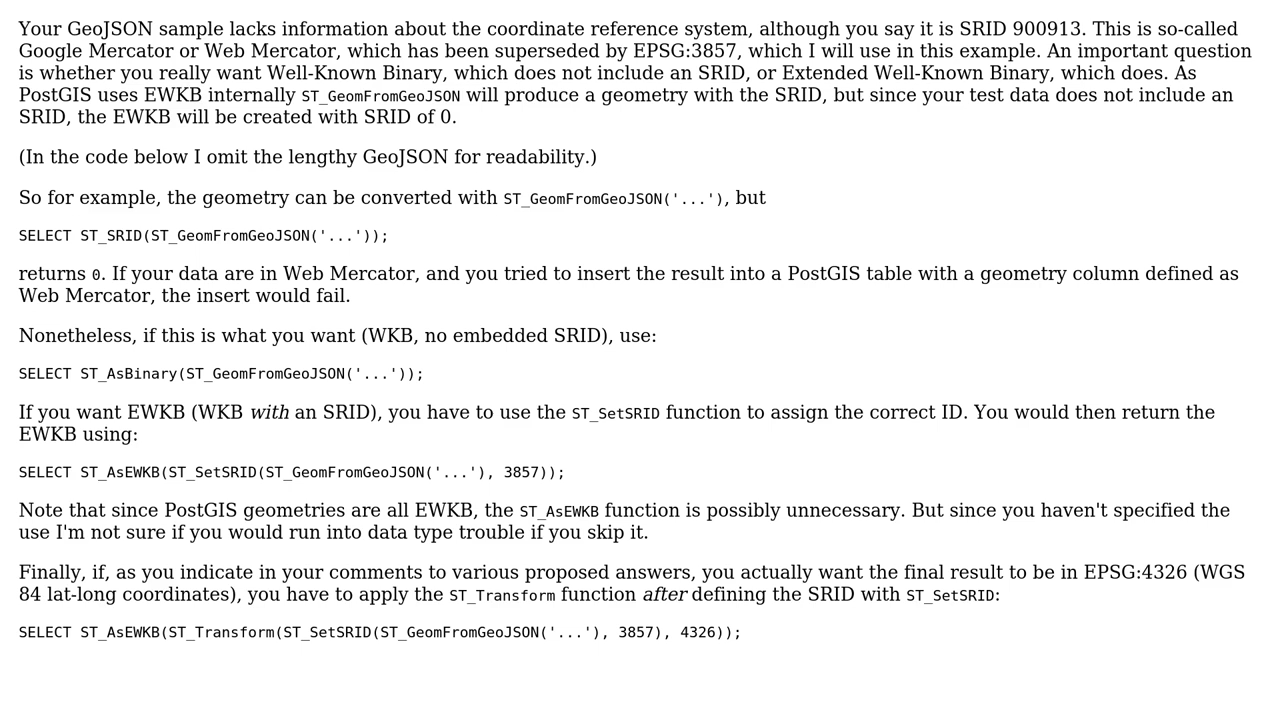 Your GeoJSON sample lacks information about the coordinate reference system, although you say it is SRID 900913. This is so-called
Google Mercator or Web Mercator, which has been superseded by EPSG:3857, which I will use in this example. An important question
is whether you really want Well-Known Binary, which does not include an SRID, or Extended Well-Known Binary, which does. As
PostGIS uses EWKB internally ST_GeomFromGeoJSON will produce a geometry with the SRID, but since your test data does not include an
SRID, the EWKB will be created with SRID of 0.
(In the code below I omit the lengthy GeoJSON for readability.)
So for example, the geometry can be converted with ST_GeomFromGeoJSON('...'), but
SELECT ST_SRID(ST_GeomFromGeoJSON('...'));
returns 0. If your data are in Web Mercator, and you tried to insert the result into a PostGIS table with a geometry column defined as
Web Mercator, the insert would fail.
Nonetheless, if this is what you want (WKB, no embedded SRID), use:
SELECT ST_AsBinary(ST_GeomFromGeoJSON('...'));
If you want EWKB (WKB with an SRID), you have to use the ST_SetSRID function to assign the correct ID. You would then return the
EWKB using:
SELECT ST_AsEWKB(ST_SetSRID(ST_GeomFromGeoJSON('...'), 3857));
Note that since PostGIS geometries are all EWKB, the ST_AsEWKB function is possibly unnecessary. But since you haven't specified the
use I'm not sure if you would run into data type trouble if you skip it.
Finally, if, as you indicate in your comments to various proposed answers, you actually want the final result to be in EPSG:4326 (WGS
84 lat-long coordinates), you have to apply the ST_Transform function after defining the SRID with ST_SetSRID:
SELECT ST_AsEWKB(ST_Transform(ST_SetSRID(ST_GeomFromGeoJSON('...'), 3857), 4326));